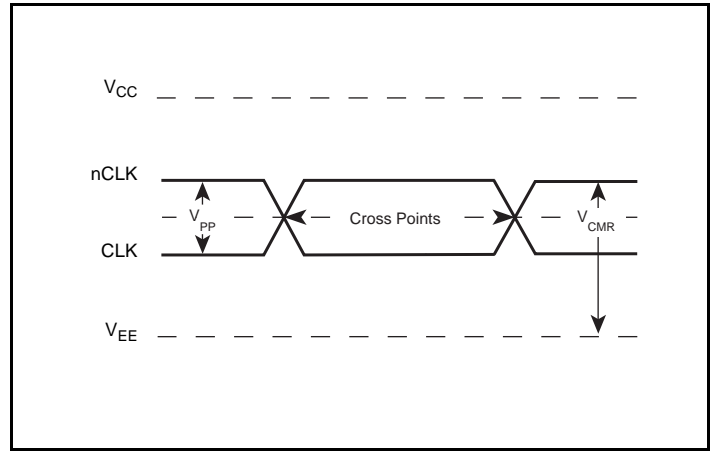 VCC
nCLK
VPP
Cross Points
VCMR
CLK
VEE